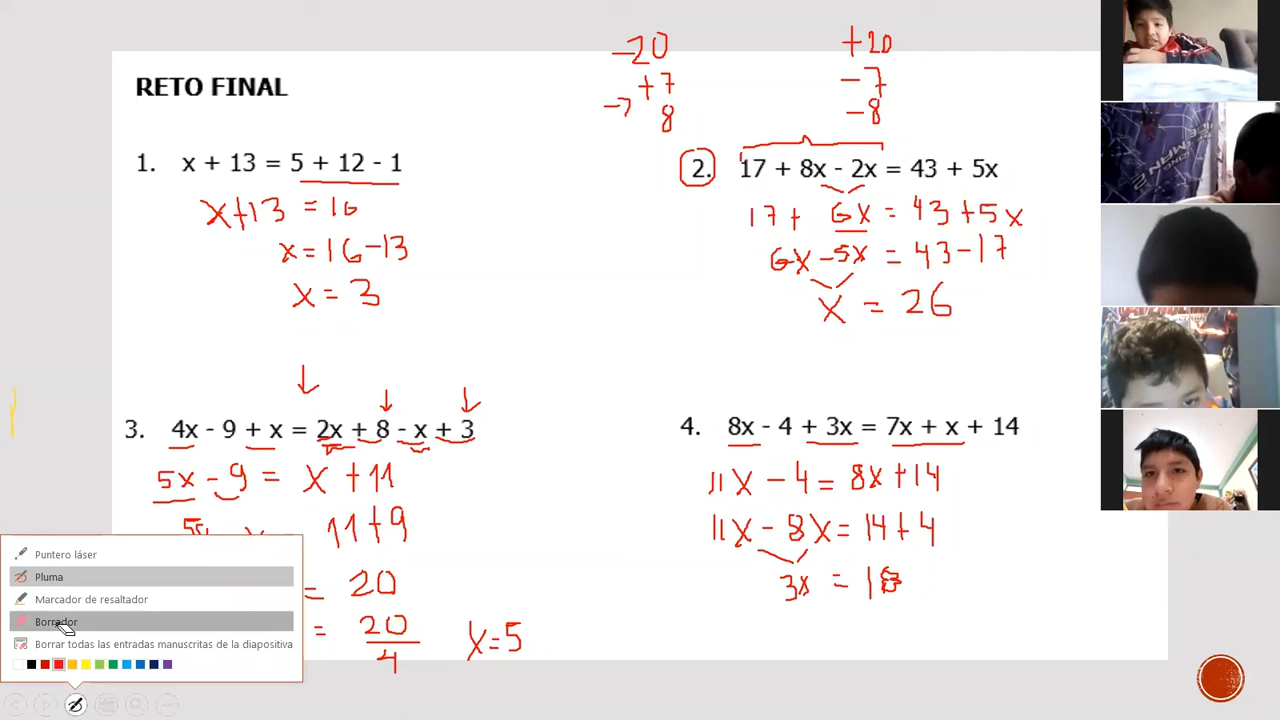 RETO FINAL
1. x + 13 = 5 + 12 - 1
x+13 = 16
x = 16-13
x = 3
-20
+7
-7
8
+20
-7
-8
2. 17 + 8x - 2x = 43 + 5x
17 + 6x = 43+5x
6x -5x = 43-17
x = 26
3. 4x - 9 + x = 2x + 8 - x + 3
5x - 9 = x + 11
11 + 9
= 20
= 20
4
x=5
4. 8x - 4 + 3x = 7x + x + 14
11x - 4 = 8x+14
11x - 8x = 14+4
3x = 18
Puntero láser
Pluma
Marcador de resaltador
Borrador
Borrar todas las entradas manuscritas de la diapositiva